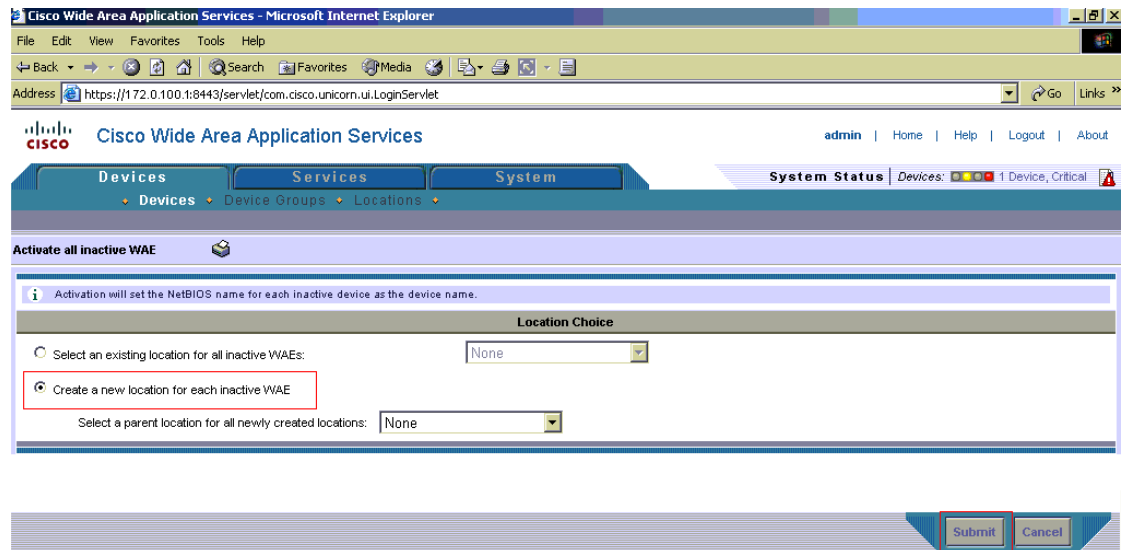 Cisco Wide Area Application Services - Microsoft Internet Explorer
File Edit View Favorites Tools Help
Back Search Favorites Media
Address https://172.0.100.1:8443/servlet/com.cisco.unicorn.ui.LoginServlet Go Links »
CISCO Cisco Wide Area Application Services admin | Home | Help | Logout | About
Devices Services System System Status Devices: 1 Device, Critical
Devices Device Groups Locations
Activate all inactive WAE
i Activation will set the NetBIOS name for each inactive device as the device name.
Location Choice
Select an existing location for all inactive WAEs: None
Create a new location for each inactive WAE
Select a parent location for all newly created locations: None
Submit Cancel